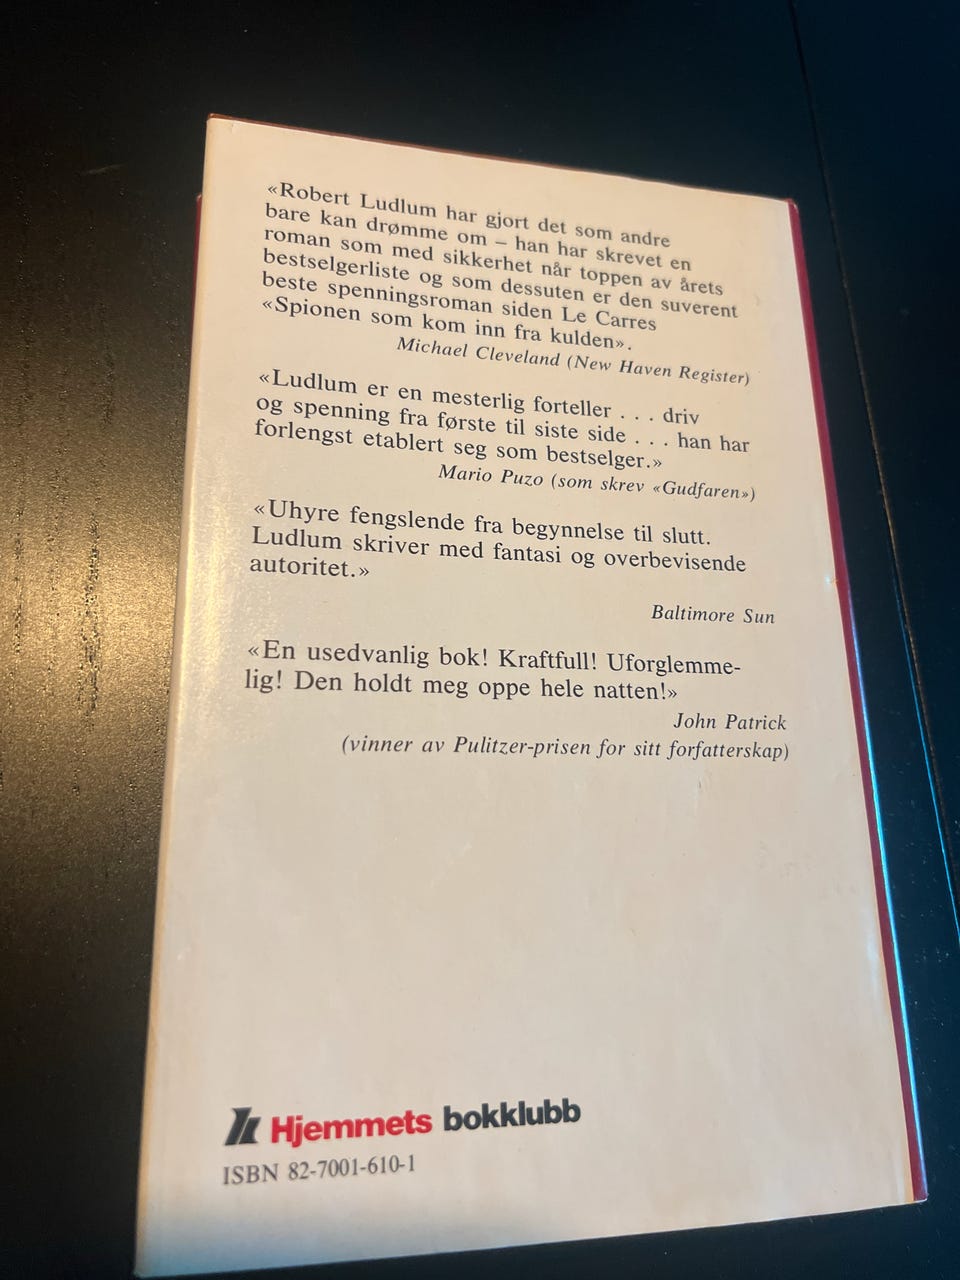 «Robert Ludlum har gjort det som andre
bare kan drømme om – han har skrevet en
roman som med sikkerhet når toppen av årets
bestselgerliste og som dessuten er den suverent
beste spenningsroman siden Le Carres
«Spionen som kom inn fra kulden».
Michael Cleveland (New Haven Register)
«Ludlum er en mesterlig forteller . . . driv
og spenning fra første til siste side . . . han har
forlengst etablert seg som bestselger.»
Mario Puzo (som skrev «Gudfaren»)
«Uhyre fengslende fra begynnelse til slutt.
Ludlum skriver med fantasi og overbevisende
autoritet.»
Baltimore Sun
«En usedvanlig bok! Kraftfull! Uforglemme-
lig! Den holdt meg oppe hele natten!»
John Patrick
(vinner av Pulitzer-prisen for sitt forfatterskap)
Hjemmets bokklubb
ISBN 82-7001-610-1